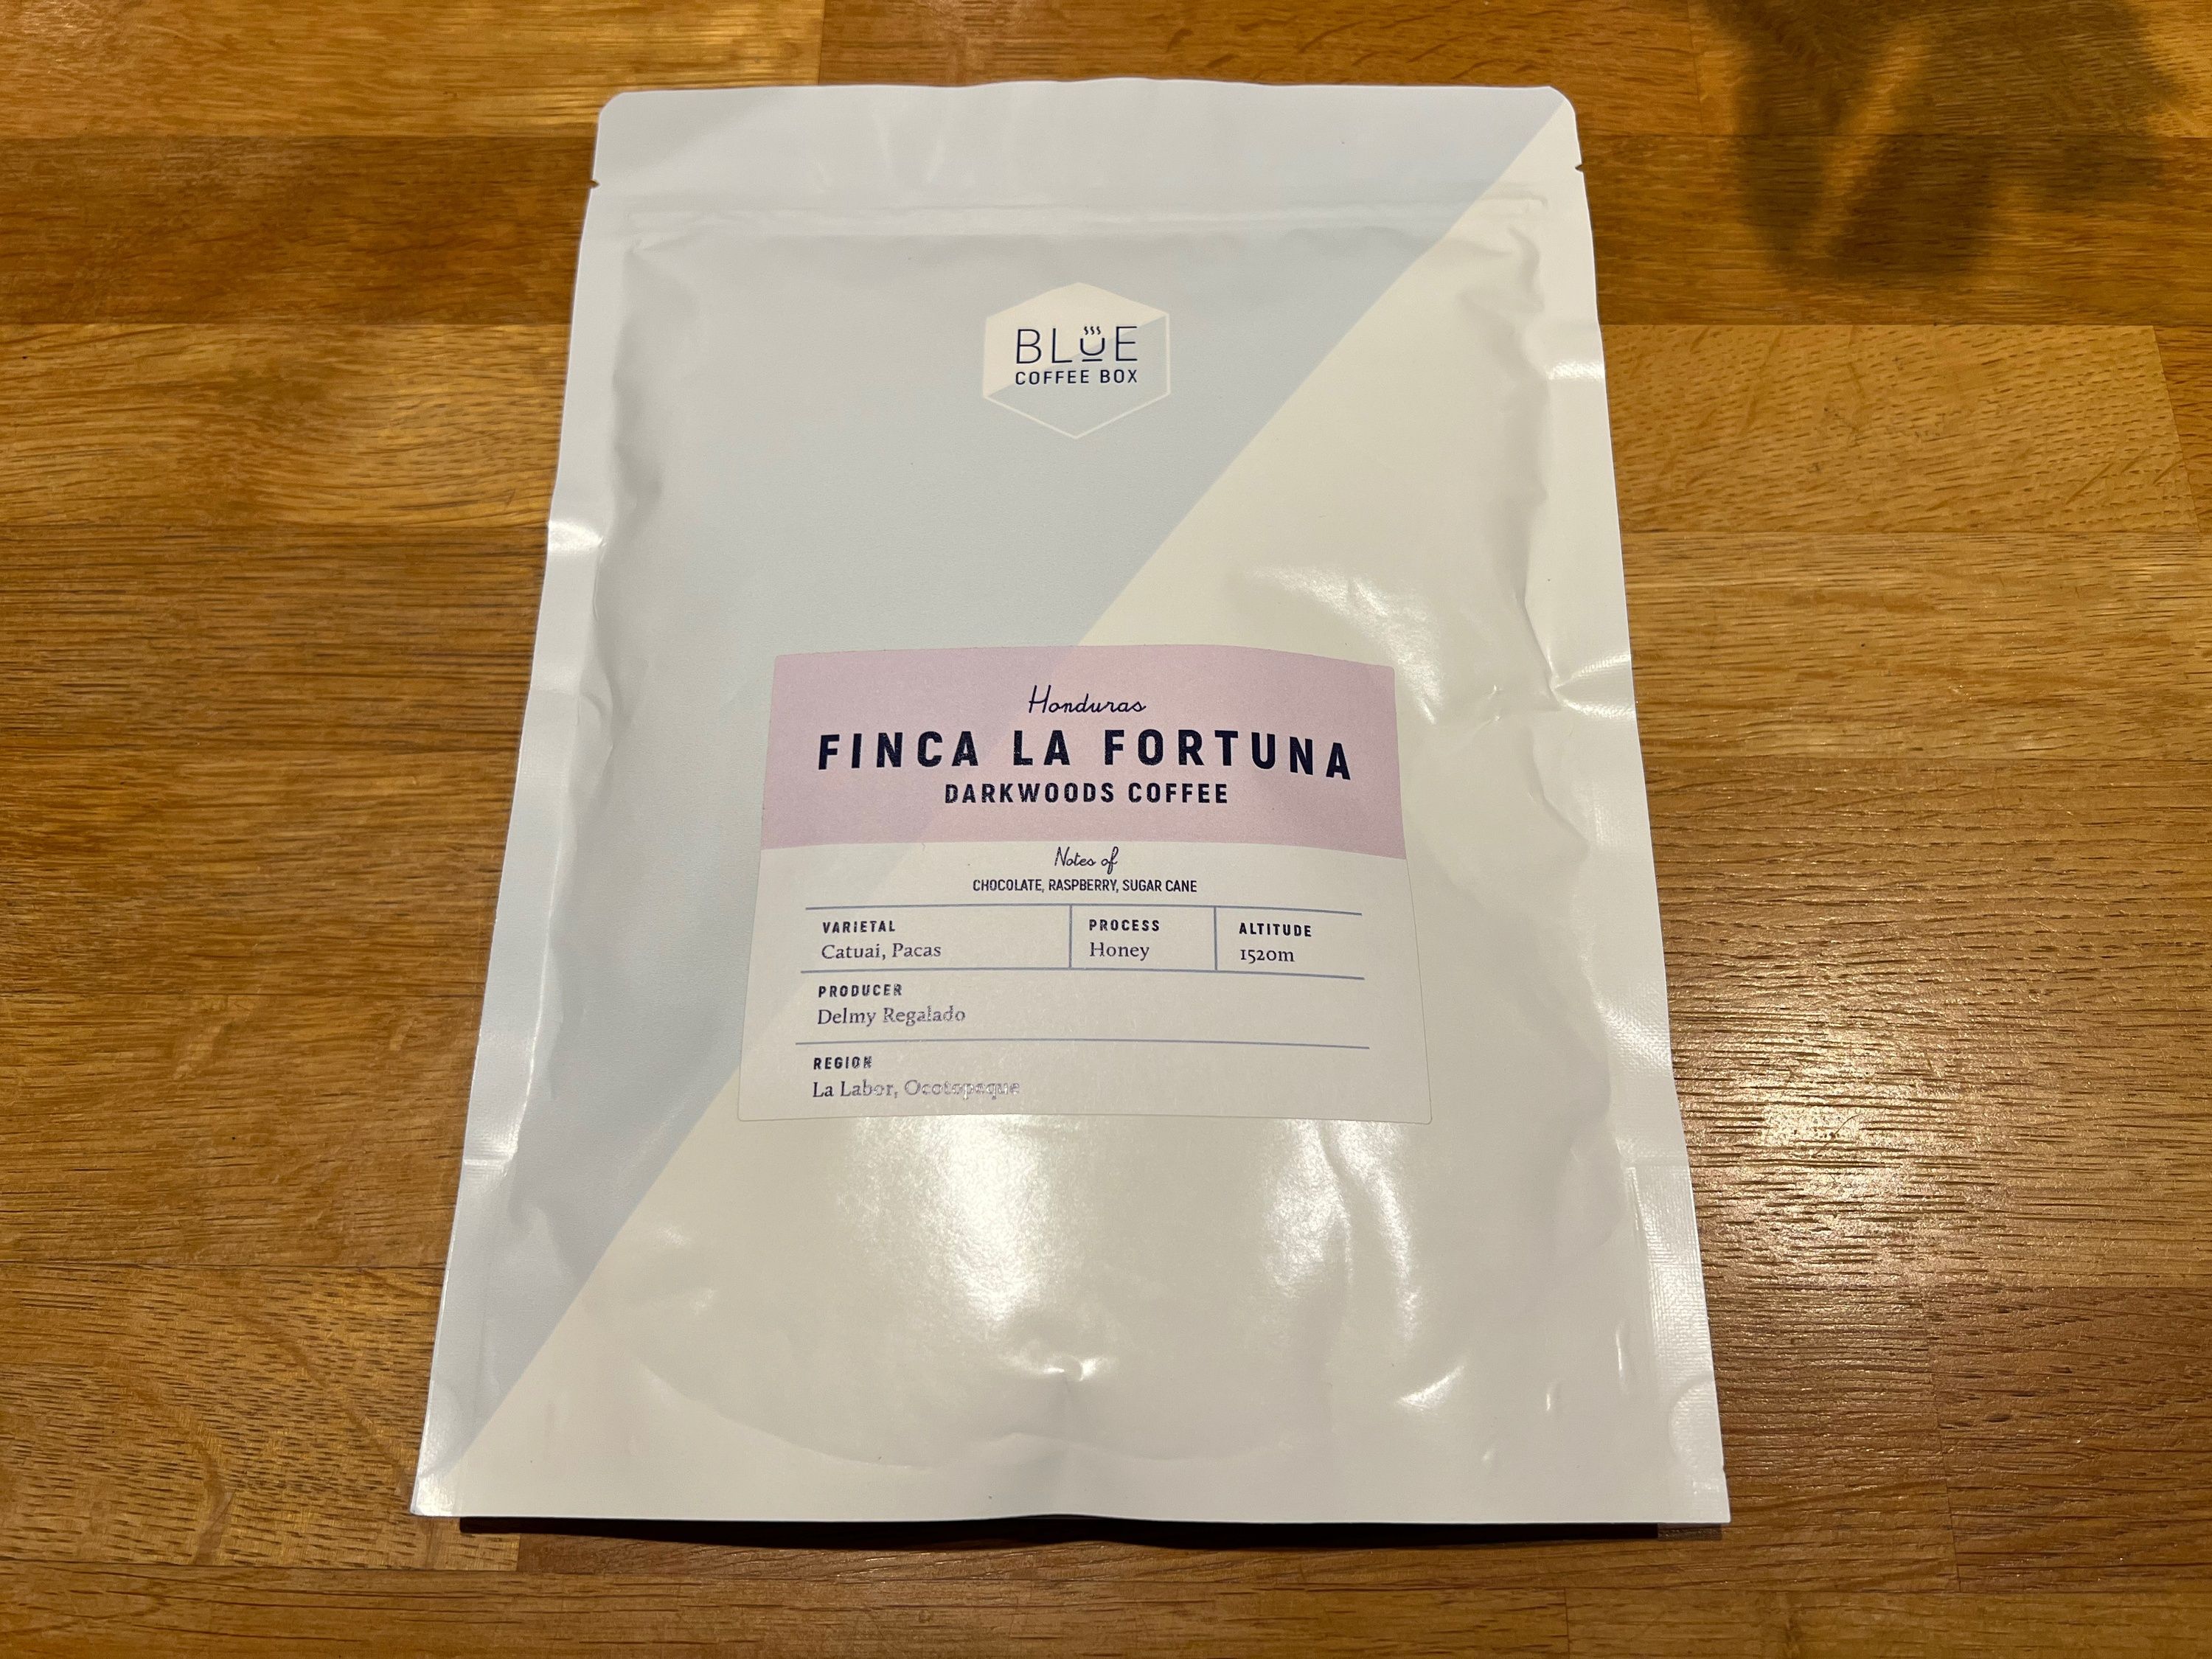 BLUE
COFFEE BOX
Honduras
FINCA LA FORTUNA
DARKWOODS COFFEE
Notes of
CHOCOLATE, RASPBERRY, SUGAR CANE
VARIETAL PROCESS ALTITUDE
Catuai, Pacas Honey 1520m
PRODUCER
Delmy Regalado
REGION
La Labor, Ocotopeque